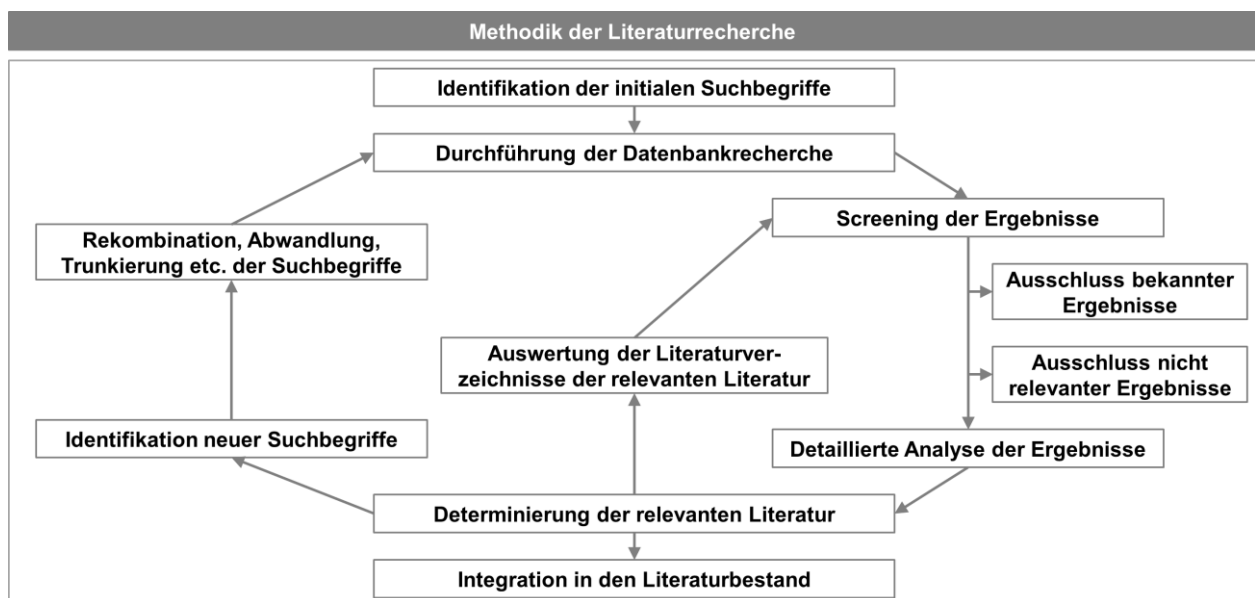 Methodik der Literaturrecherche
Identifikation der initialen Suchbegriffe
Durchführung der Datenbankrecherche
Screening der Ergebnisse
Rekombination, Abwandlung,
Trunkierung etc. der Suchbegriffe
Ausschluss bekannter
Ergebnisse
Auswertung der Literaturver-
zeichnisse der relevanten Literatur
Ausschluss nicht
relevanter Ergebnisse
Identifikation neuer Suchbegriffe
Detaillierte Analyse der Ergebnisse
Determinierung der relevanten Literatur
Integration in den Literaturbestand